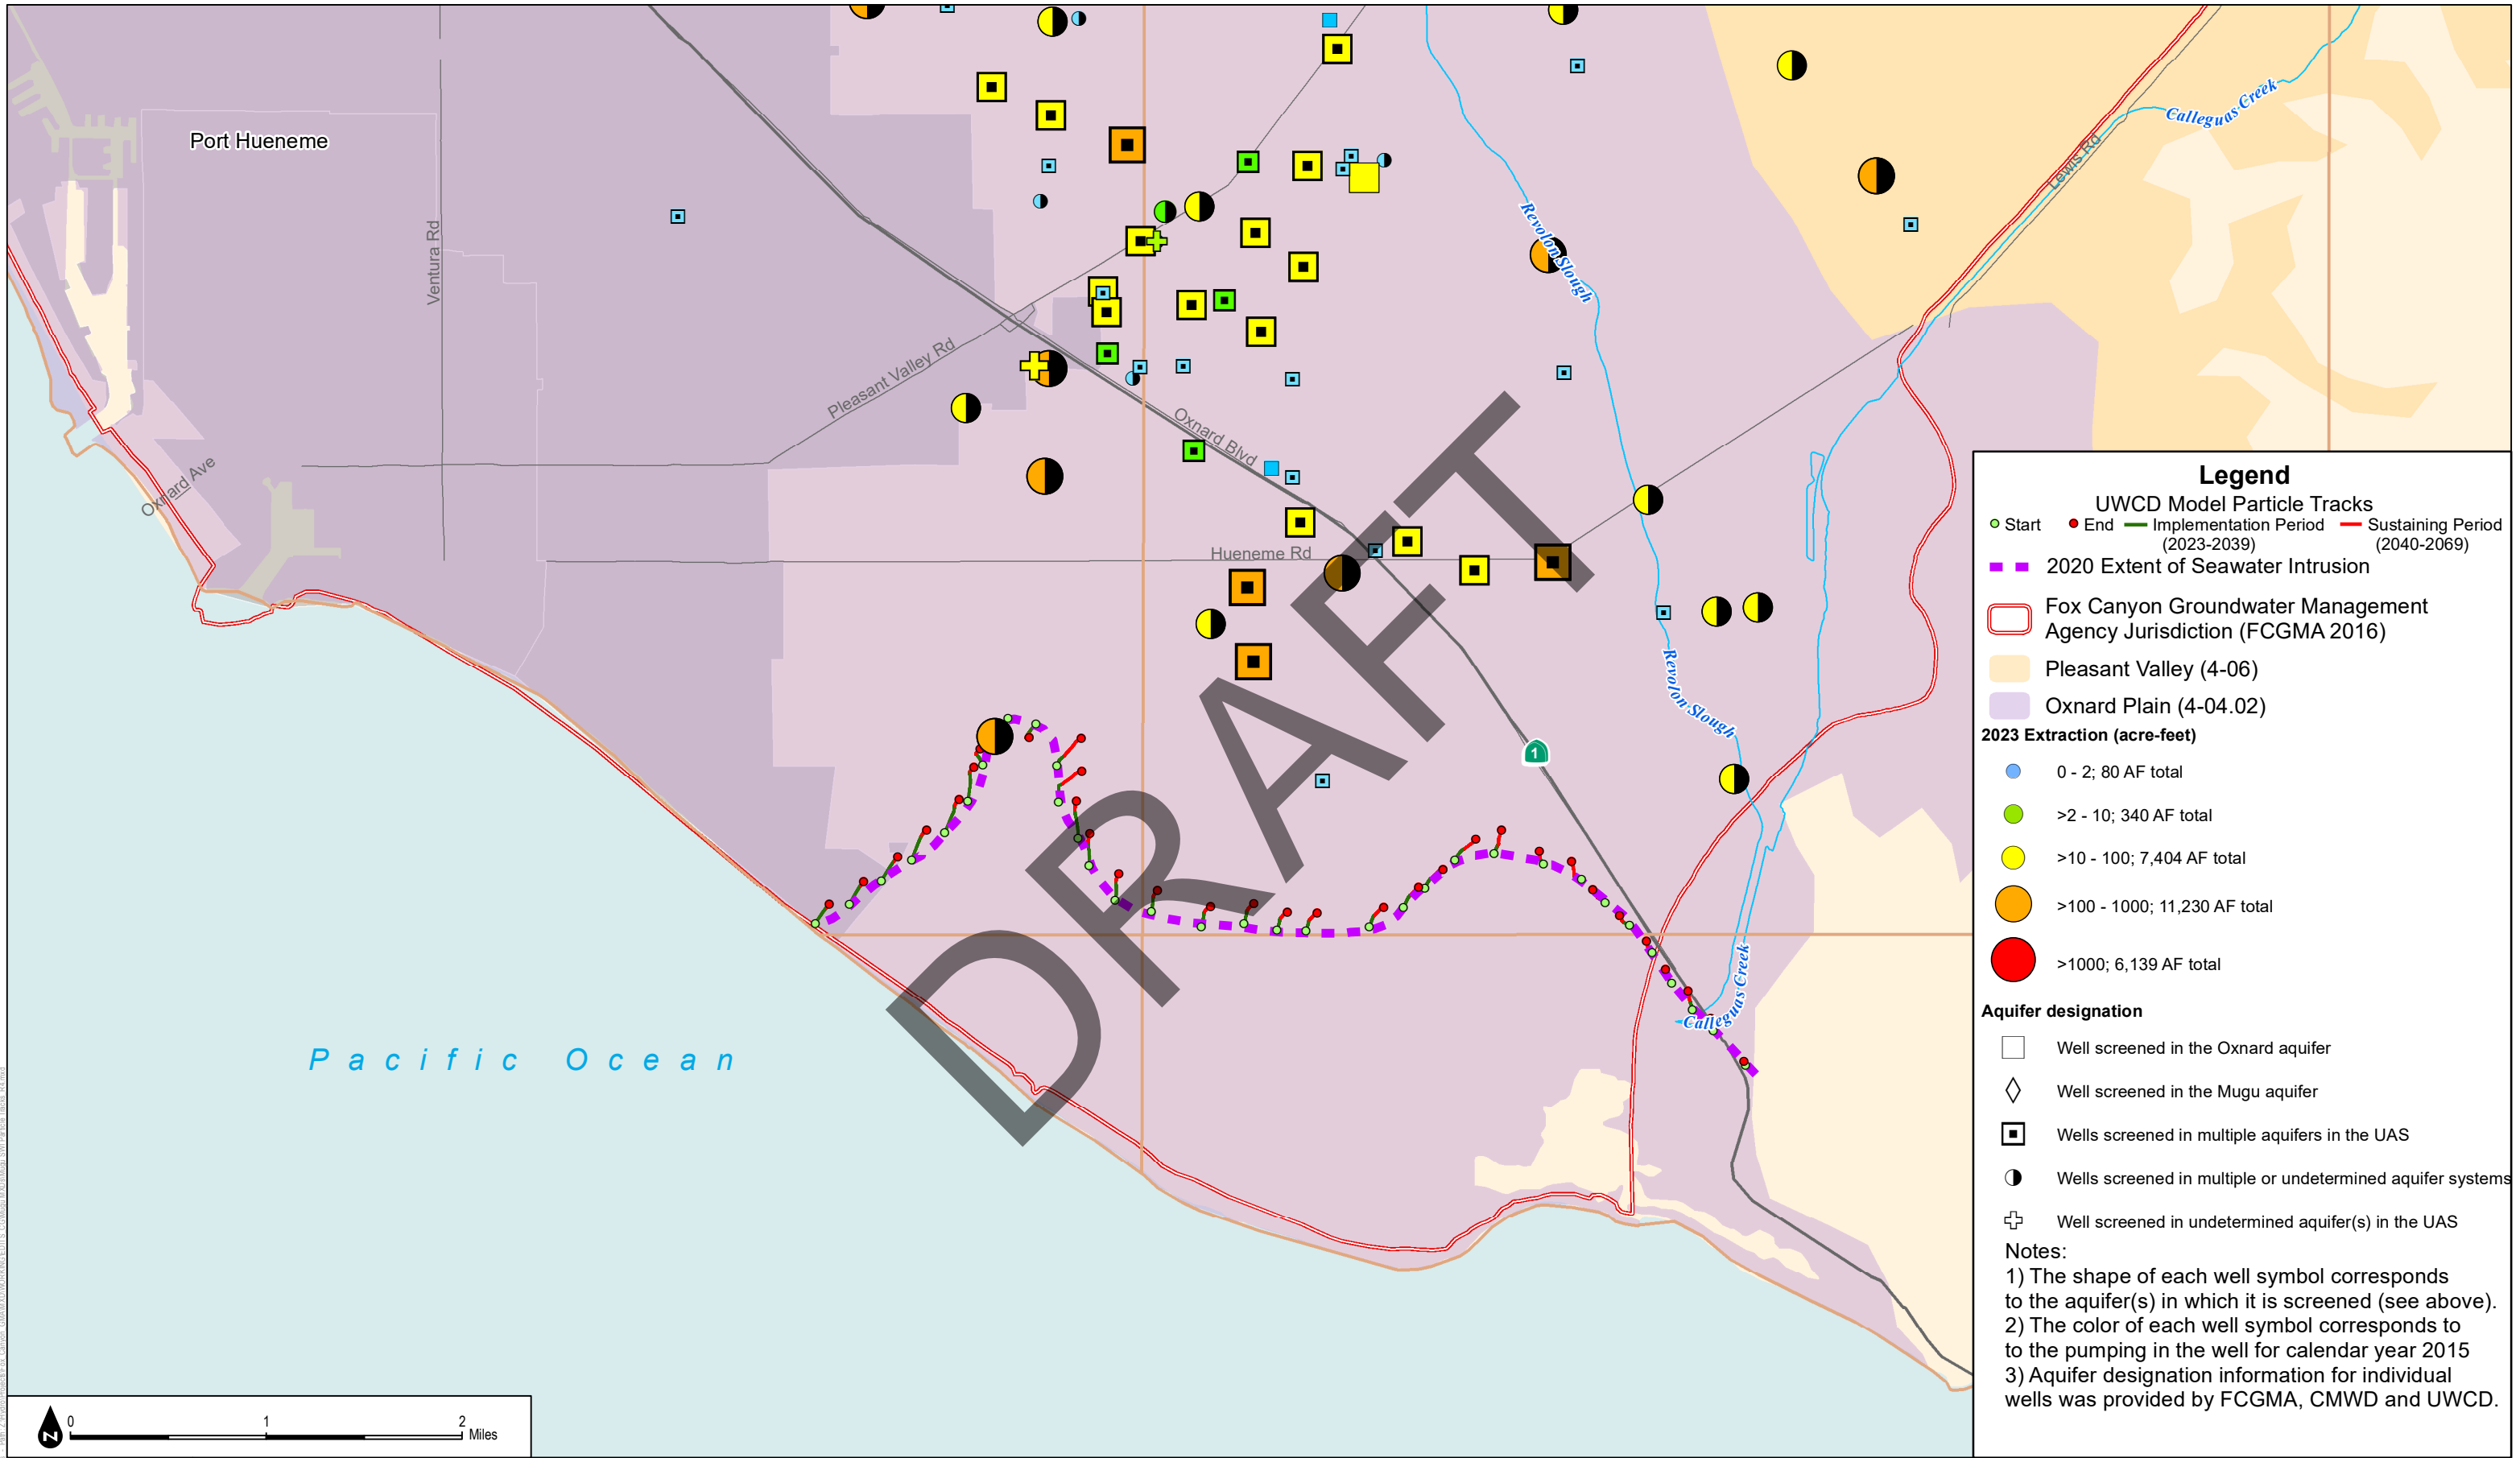 Port Hueneme
Ventura Rd
Oxnard Ave
Pleasant Valley Rd
Oxnard Blvd
Hueneme Rd
Revolon Slough
Revolon Slough
Lewis Rd
Calleguas Creek
Calleguas Creek
1
Pacific Ocean
DRAFT
0 1 2 Miles
N
Legend
UWCD Model Particle Tracks
Start End Implementation Period Sustaining Period
(2023-2039) (2040-2069)
2020 Extent of Seawater Intrusion
Fox Canyon Groundwater Management
Agency Jurisdiction (FCGMA 2016)
Pleasant Valley (4-06)
Oxnard Plain (4-04.02)
2023 Extraction (acre-feet)
0 - 2; 80 AF total
>2 - 10; 340 AF total
>10 - 100; 7,404 AF total
>100 - 1000; 11,230 AF total
>1000; 6,139 AF total
Aquifer designation
Well screened in the Oxnard aquifer
Well screened in the Mugu aquifer
Wells screened in multiple aquifers in the UAS
Wells screened in multiple or undetermined aquifer systems
Well screened in undetermined aquifer(s) in the UAS
Notes:
1) The shape of each well symbol corresponds
to the aquifer(s) in which it is screened (see above).
2) The color of each well symbol corresponds to
to the pumping in the well for calendar year 2015
3) Aquifer designation information for individual
wells was provided by FCGMA, CMWD and UWCD.